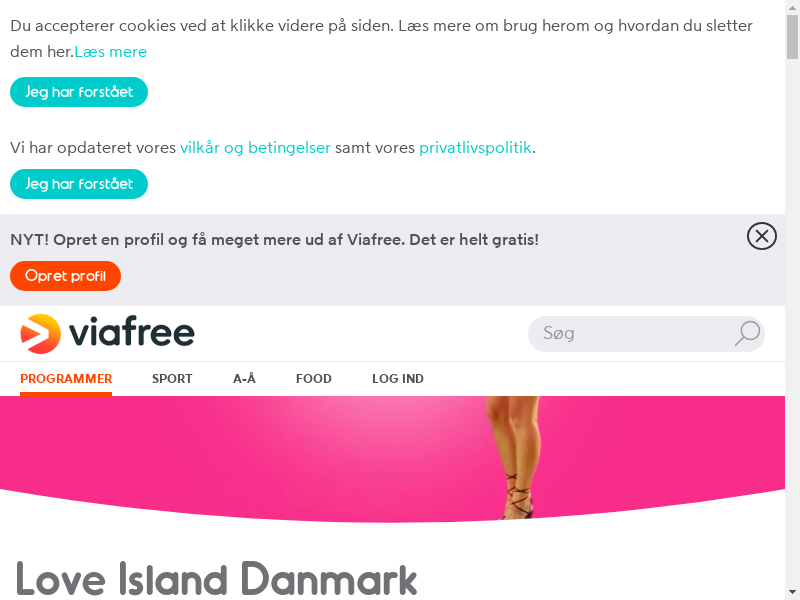 Du accepterer cookies ved at klikke videre på siden. Læs mere om brug herom og hvordan du sletter
dem her.Læs mere
Jeg har forstået
Vi har opdateret vores vilkår og betingelser samt vores privatlivspolitik.
Jeg har forstået
NYT! Opret en profil og få meget mere ud af Viafree. Det er helt gratis!
Opret profil
viafree
Søg
PROGRAMMER SPORT A-Å FOOD LOG IND
Love Island Danmark